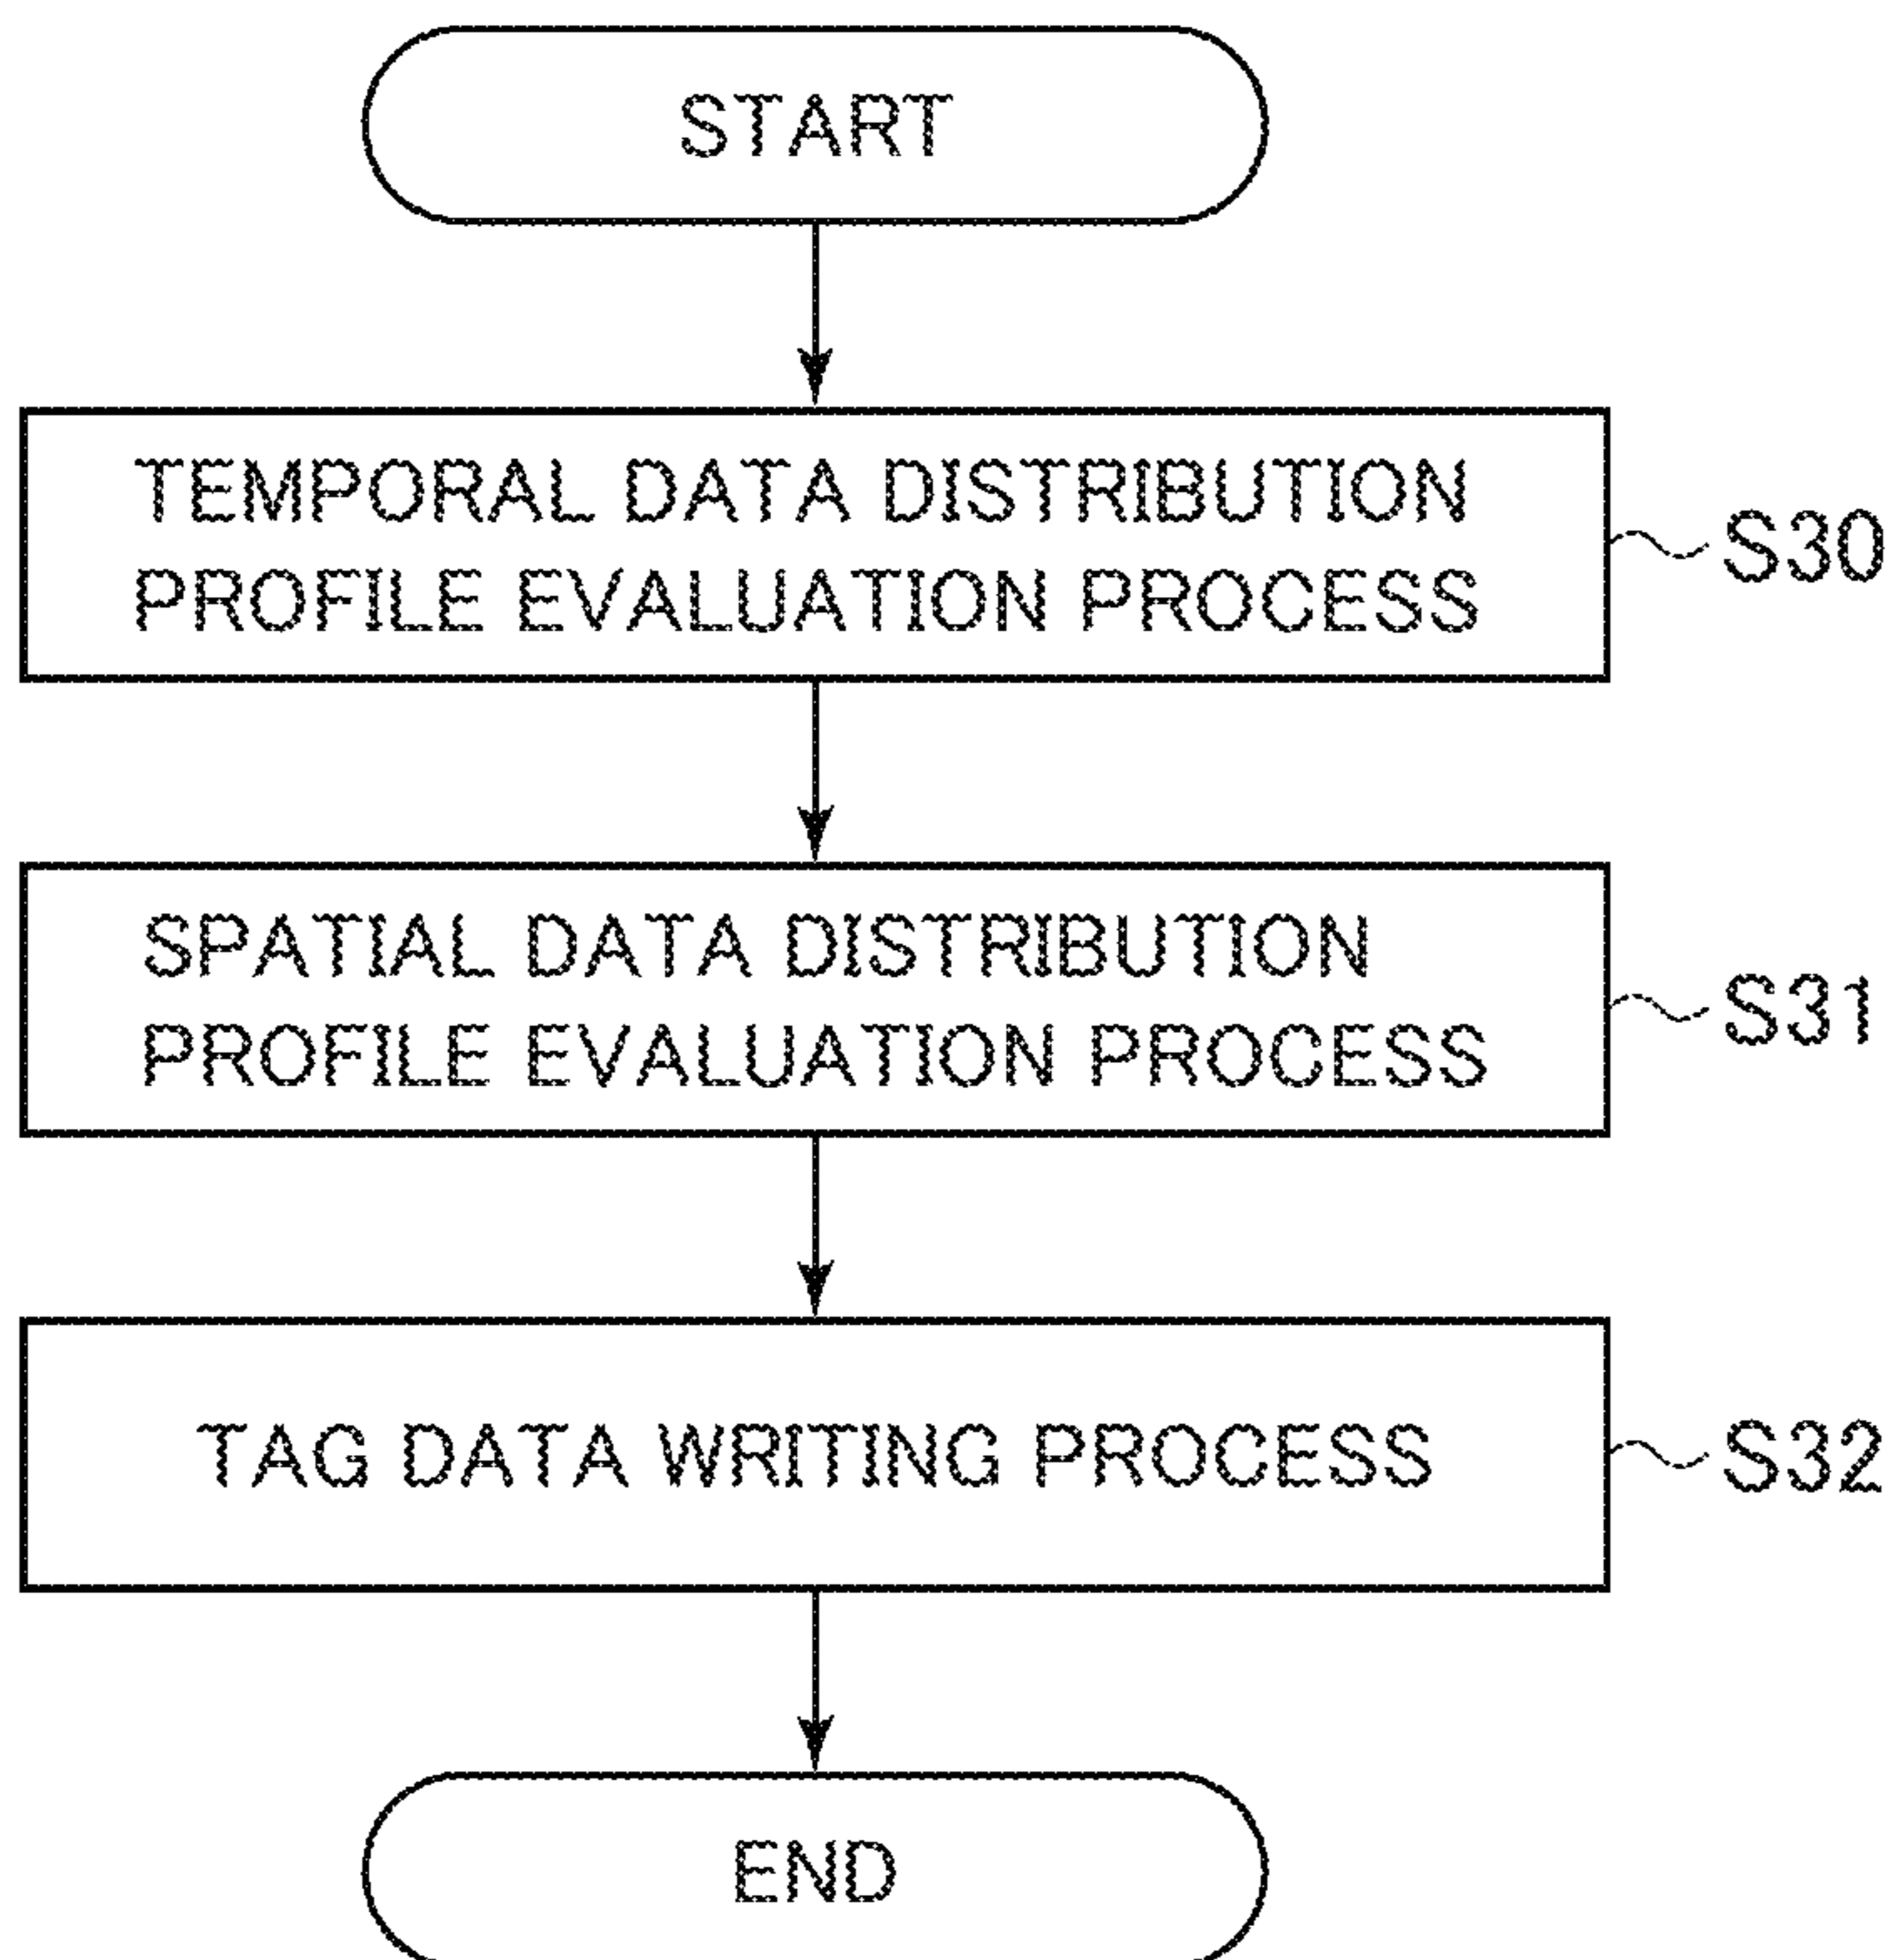 START
TEMPORAL DATA DISTRIBUTION
PROFILE EVALUATION PROCESS
S30
SPATIAL DATA DISTRIBUTION
PROFILE EVALUATION PROCESS
S31
TAG DATA WRITING PROCESS
S32
END